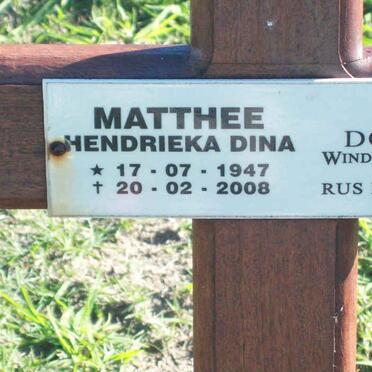 MATTHEE
HENDRIEKA DINA
★ 17 - 07 - 1947
✝ 20 - 02 - 2008
RUS